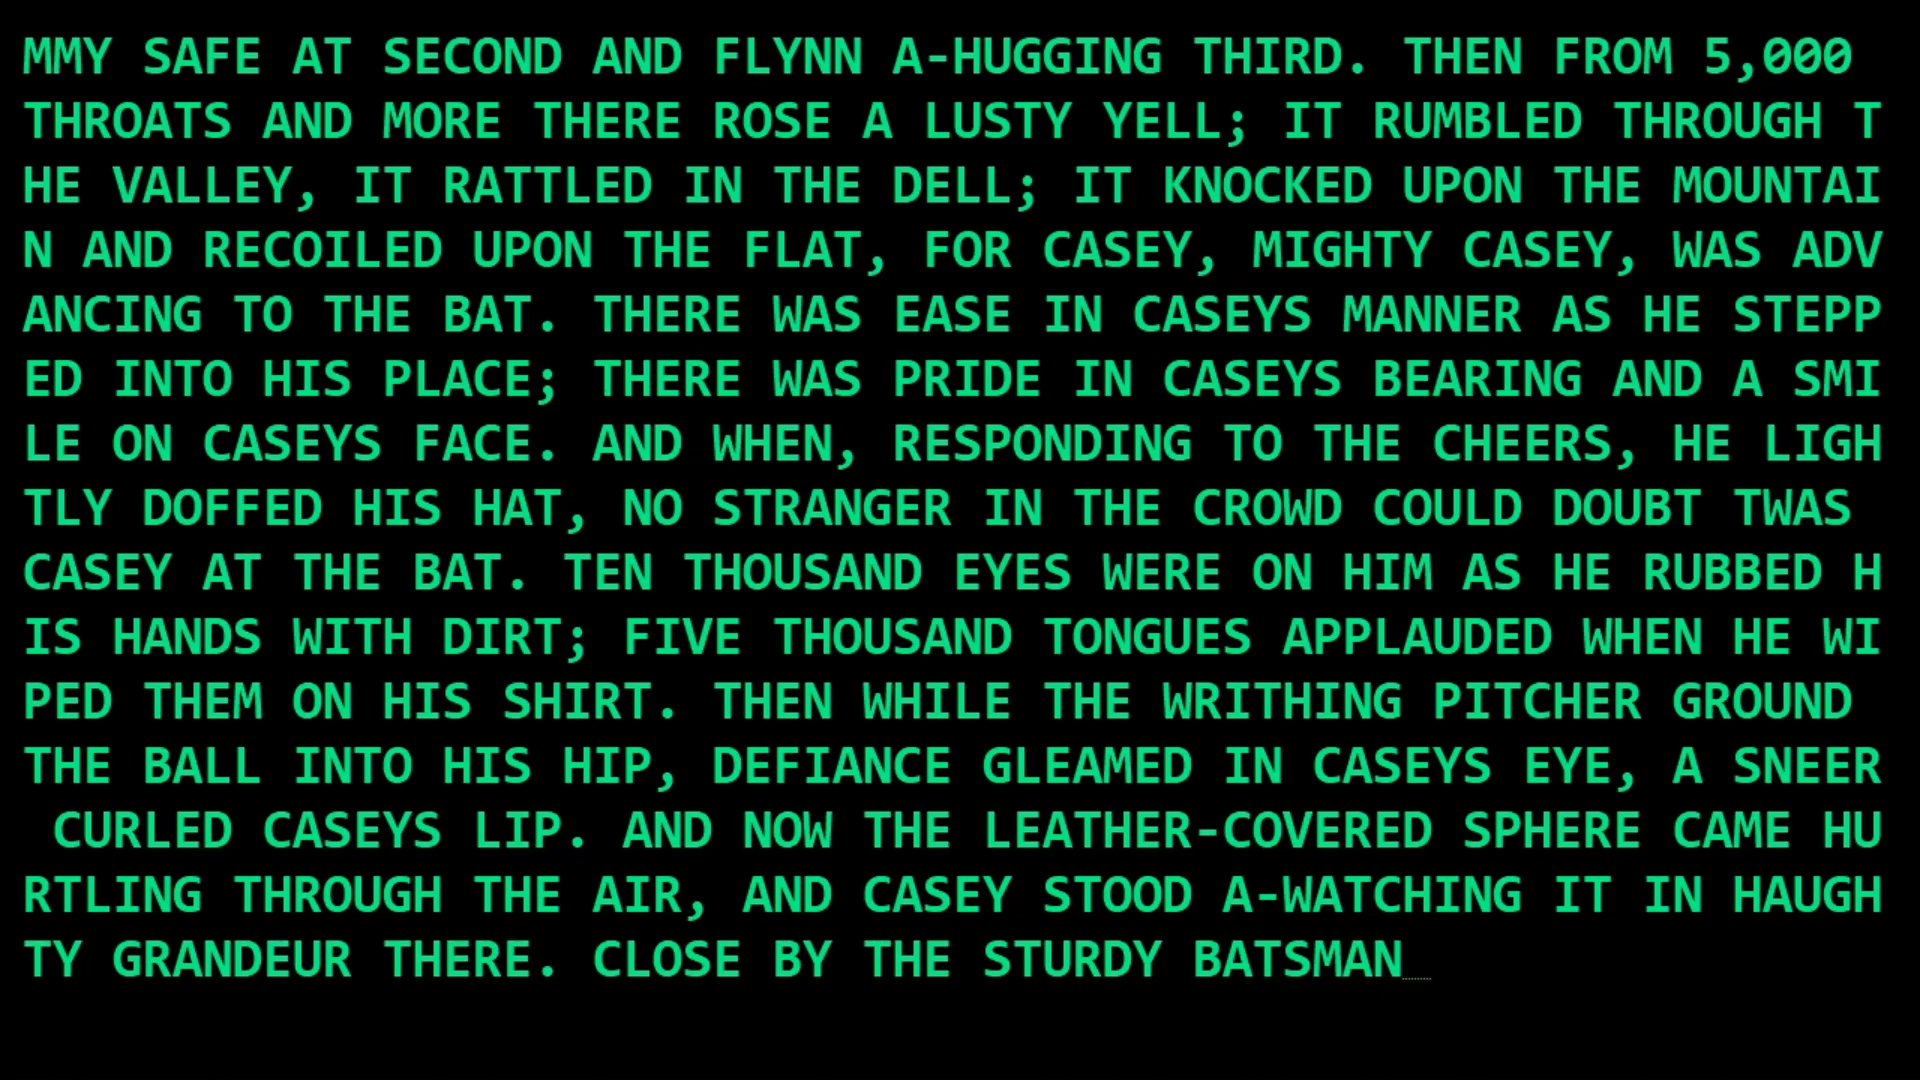 MMY SAFE AT SECOND AND FLYNN A-HUGGING THIRD. THEN FROM 5,000
THROATS AND MORE THERE ROSE A LUSTY YELL; IT RUMBLED THROUGH T
HE VALLEY, IT RATTLED IN THE DELL; IT KNOCKED UPON THE MOUNTAI
N AND RECOILED UPON THE FLAT, FOR CASEY, MIGHTY CASEY, WAS ADV
ANCING TO THE BAT. THERE WAS EASE IN CASEYS MANNER AS HE STEPP
ED INTO HIS PLACE; THERE WAS PRIDE IN CASEYS BEARING AND A SMI
LE ON CASEYS FACE. AND WHEN, RESPONDING TO THE CHEERS, HE LIGH
TLY DOFFED HIS HAT, NO STRANGER IN THE CROWD COULD DOUBT TWAS
CASEY AT THE BAT. TEN THOUSAND EYES WERE ON HIM AS HE RUBBED H
IS HANDS WITH DIRT; FIVE THOUSAND TONGUES APPLAUDED WHEN HE WI
PED THEM ON HIS SHIRT. THEN WHILE THE WRITHING PITCHER GROUND
THE BALL INTO HIS HIP, DEFIANCE GLEAMED IN CASEYS EYE, A SNEER
 CURLED CASEYS LIP. AND NOW THE LEATHER-COVERED SPHERE CAME HU
RTLING THROUGH THE AIR, AND CASEY STOOD A-WATCHING IT IN HAUGH
TY GRANDEUR THERE. CLOSE BY THE STURDY BATSMAN_